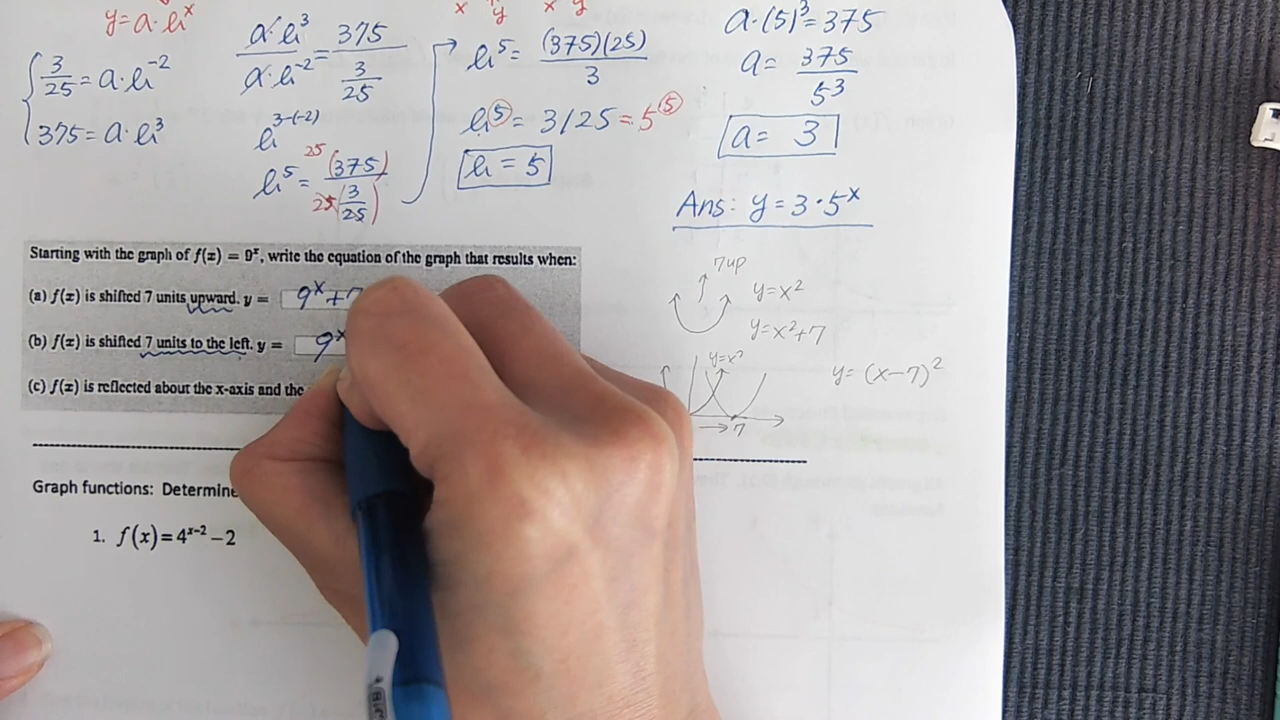 y = a · b^x
{ 3/25 = a · b^-2
375 = a · b^3
a · b^3 / a · b^-2 = 375 / (3/25)
b^3-(-2)
b^5 = 25 (375) / 25 (3/25)
x y x y
b^5 = (375)(25) / 3
b^5 = 3125 = 5^5
b = 5
a · (5)^3 = 375
a = 375 / 5^3
a = 3
Ans: y = 3 · 5^x
Starting with the graph of f(x) = 9^x, write the equation of the graph that results when:
(a) f(x) is shifted 7 units upward. y = 9^x+7
(b) f(x) is shifted 7 units to the left. y = 9^x
(c) f(x) is reflected about the x-axis and the
7 up
y = x^2
y = x^2+7
y = x^2
7
y = (x-7)^2
Graph functions: Determine
1. f(x) = 4^x-2 - 2